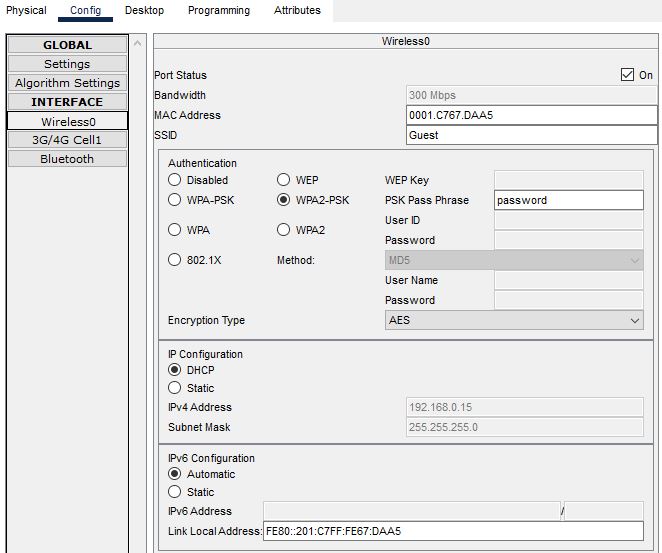 Physical Config Desktop Programming Attributes
GLOBAL
Settings
Algorithm Settings
INTERFACE
Wireless0
3G/4G Cell1
Bluetooth
Wireless0
Port Status On
Bandwidth 300 Mbps
MAC Address 0001.C767.DAA5
SSID Guest
Authentication
Disabled WEP WEP Key
WPA-PSK WPA2-PSK PSK Pass Phrase password
User ID
WPA WPA2 Password
802.1X Method: MD5
User Name
Password
Encryption Type AES
IP Configuration
DHCP
Static
IPv4 Address 192.168.0.15
Subnet Mask 255.255.255.0
IPv6 Configuration
Automatic
Static
IPv6 Address /
Link Local Address: FE80::201:C7FF:FE67:DAA5